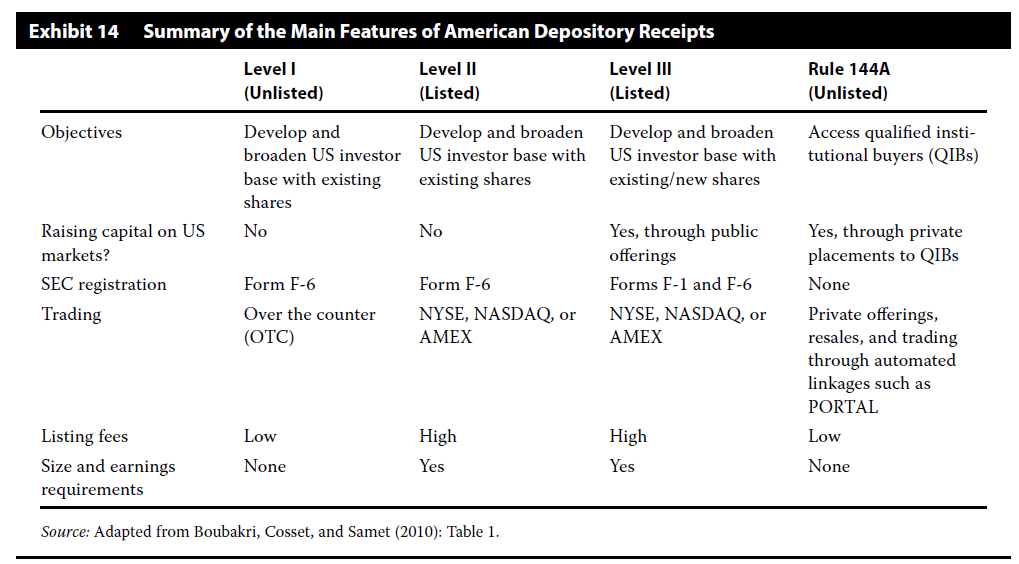 Exhibit 14 Summary of the Main Features of American Depository Receipts
Level I Level II Level III Rule 144A
(Unlisted) (Listed) (Listed) (Unlisted)
Objectives Develop and Develop and broaden Develop and broaden Access qualified insti-
broaden US investor US investor base with US investor base with tutional buyers (QIBs)
base with existing existing shares existing/new shares
shares
Raising capital on US No No Yes, through public Yes, through private
markets? offerings placements to QIBs
SEC registration Form F-6 Form F-6 Forms F-1 and F-6 None
Trading Over the counter NYSE, NASDAQ, or NYSE, NASDAQ, or Private offerings,
(OTC) AMEX AMEX resales, and trading
through automated
linkages such as
PORTAL
Listing fees Low High High Low
Size and earnings None Yes Yes None
requirements
Source: Adapted from Boubakri, Cosset, and Samet (2010): Table 1.